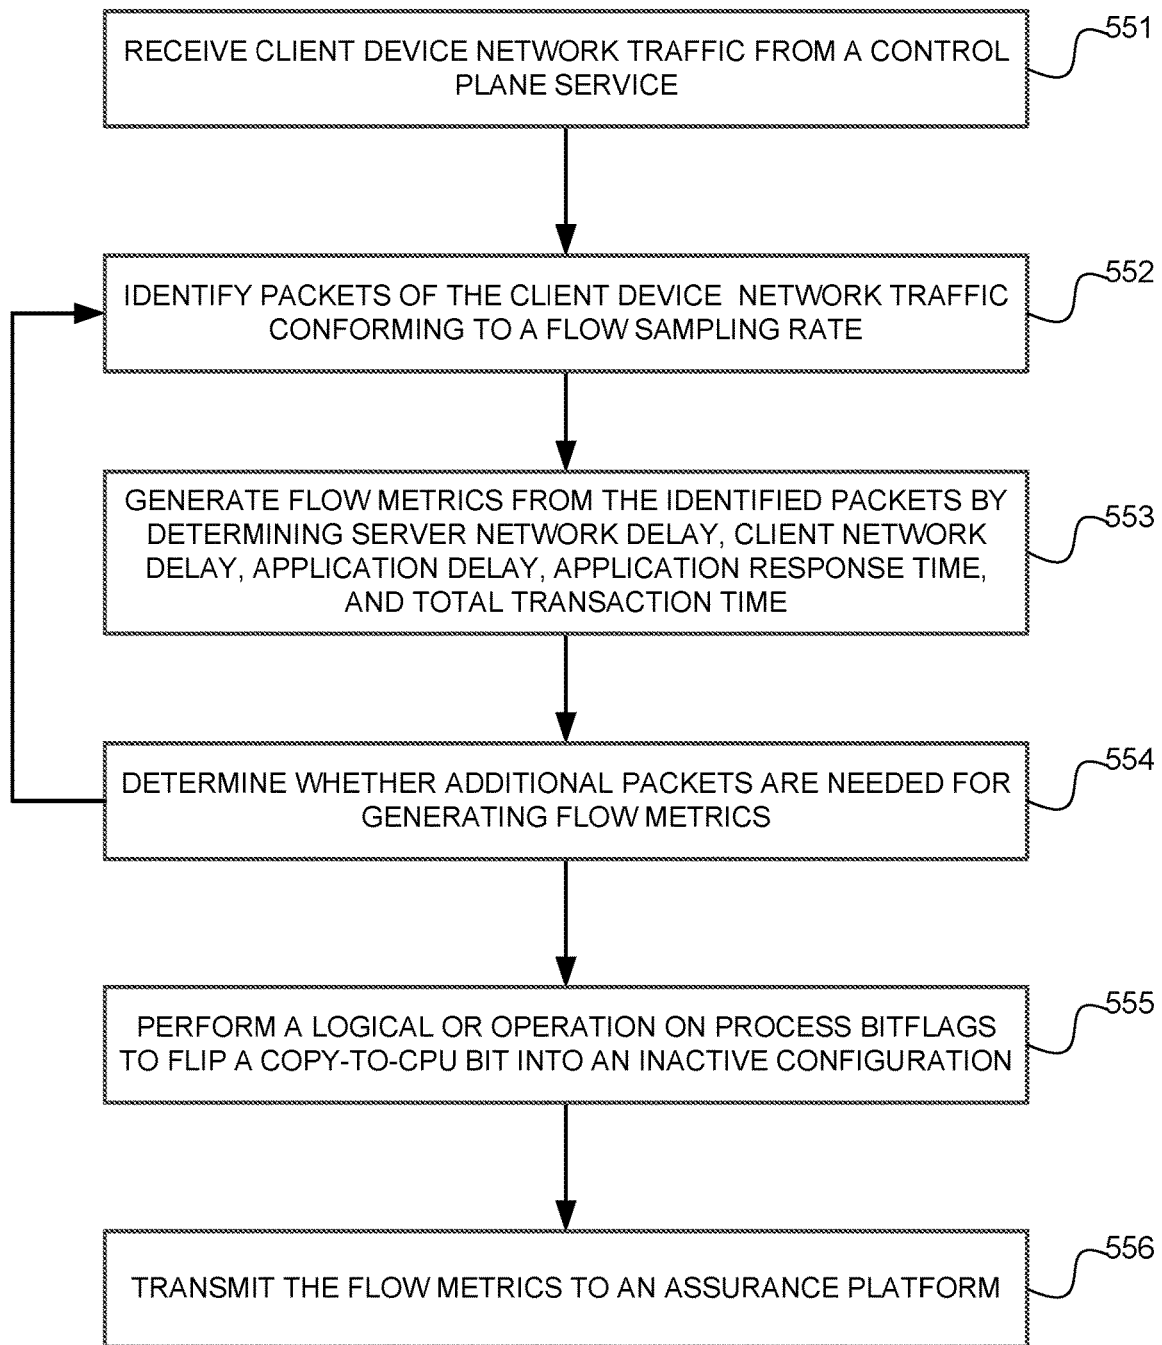 551
RECEIVE CLIENT DEVICE NETWORK TRAFFIC FROM A CONTROL
PLANE SERVICE
552
IDENTIFY PACKETS OF THE CLIENT DEVICE NETWORK TRAFFIC
CONFORMING TO A FLOW SAMPLING RATE
553
GENERATE FLOW METRICS FROM THE IDENTIFIED PACKETS BY
DETERMINING SERVER NETWORK DELAY, CLIENT NETWORK
DELAY, APPLICATION DELAY, APPLICATION RESPONSE TIME,
AND TOTAL TRANSACTION TIME
554
DETERMINE WHETHER ADDITIONAL PACKETS ARE NEEDED FOR
GENERATING FLOW METRICS
555
PERFORM A LOGICAL OR OPERATION ON PROCESS BITFLAGS
TO FLIP A COPY-TO-CPU BIT INTO AN INACTIVE CONFIGURATION
556
TRANSMIT THE FLOW METRICS TO AN ASSURANCE PLATFORM